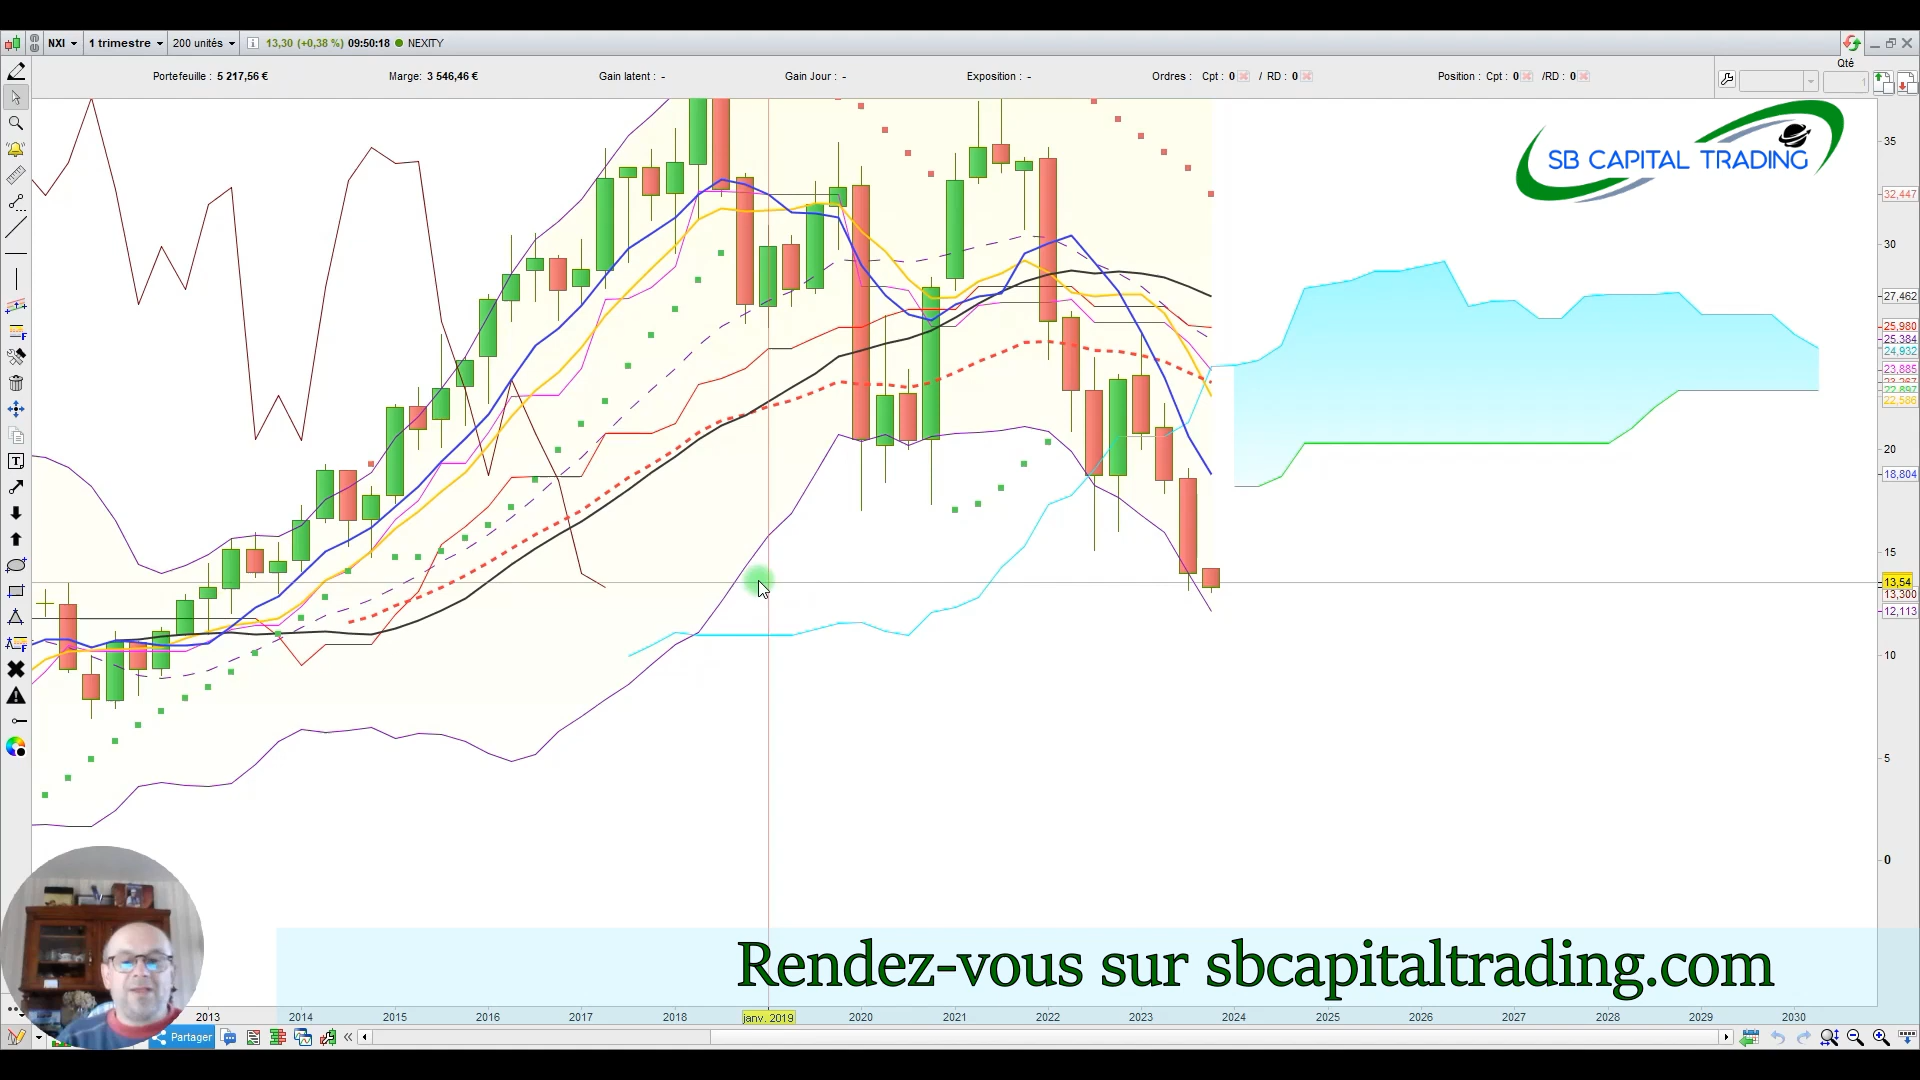 NXI
1 trimestre
200 unités
13,30 (+0,38 %) 09:50:18
NEXITY
Portefeuille : 5 217,56 €
Marge: 3 546,46 €
Gain latent : -
Gain Jour : -
Exposition : -
Ordres : Cpt : 0 / RD : 0
Position : Cpt : 0 /RD : 0
Qté
1
SB CAPITAL TRADING
35
32,447
30
27,462
25,980
25,384
24,932
23,885
22,897
22,586
20
18,804
15
13,54
13,300
12,113
10
5
0
Rendez-vous sur sbcapitaltrading.com
2013
2014
2015
2016
2017
2018
janv. 2019
2020
2021
2022
2023
2024
2025
2026
2027
2028
2029
2030
Partager